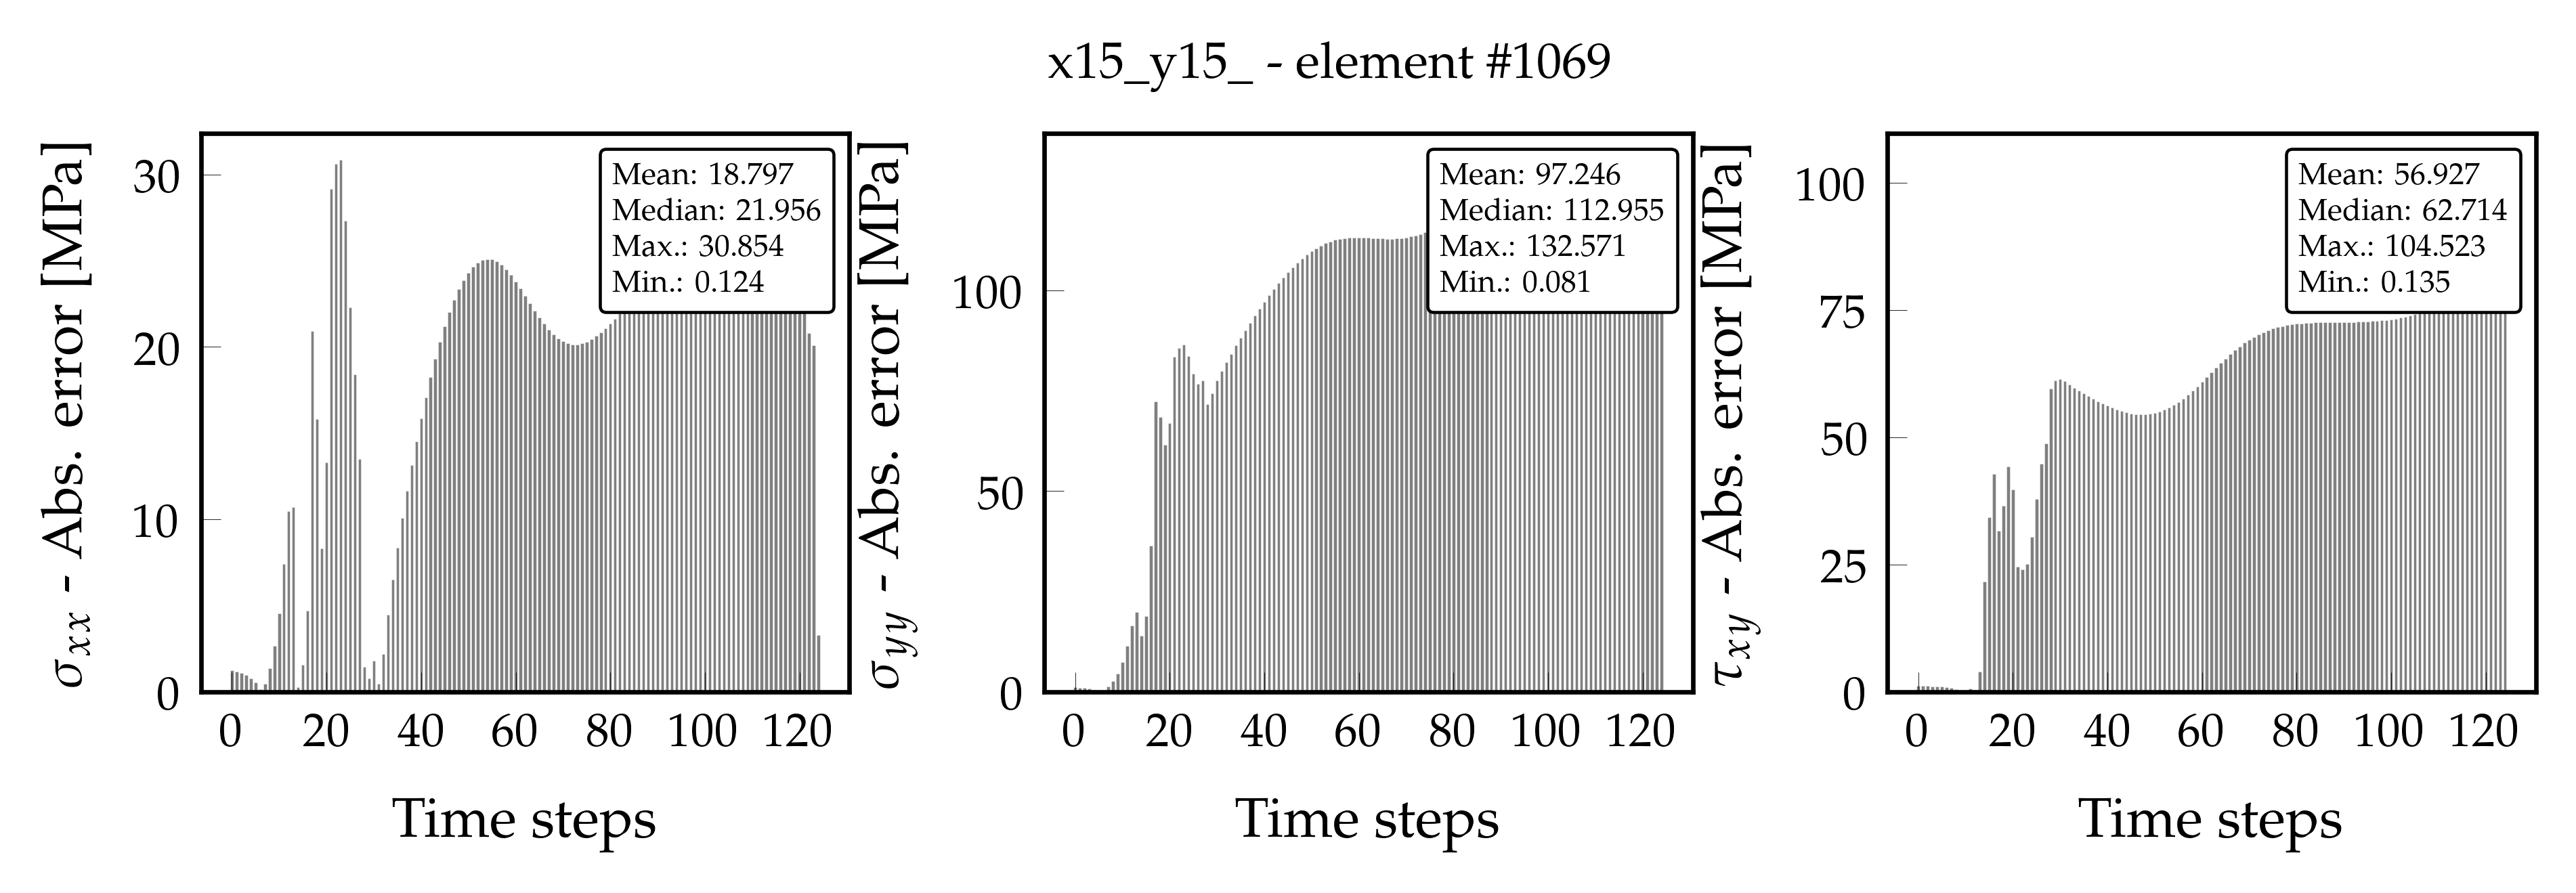 x15_y15_ - element #1069
σxx - Abs. error [MPa]
30
20
10
0
0 20 40 60 80 100 120
Time steps
Mean: 18.797
Median: 21.956
Max.: 30.854
Min.: 0.124
σyy - Abs. error [MPa]
100
50
0
0 20 40 60 80 100 120
Time steps
Mean: 97.246
Median: 112.955
Max.: 132.571
Min.: 0.081
τxy - Abs. error [MPa]
100
75
50
25
0
0 20 40 60 80 100 120
Time steps
Mean: 56.927
Median: 62.714
Max.: 104.523
Min.: 0.135